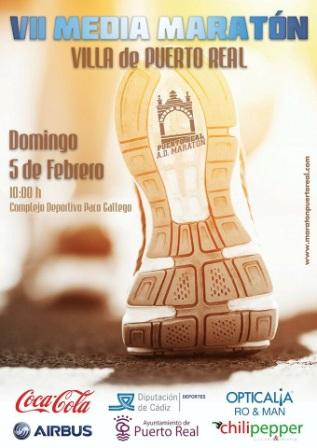 VII MEDIA MARATÓN
VILLA de PUERTO REAL
PUERTO REAL
A.D. MARATÓN
Domingo
5 de Febrero
10:00 h
Complejo Deportivo Paco Gallego
www.maratonpuertoreal.com
Coca-Cola
Diputación
de Cádiz
DEPORTES
OPTICALIA
RO & MAN
AIRBUS
Ayuntamiento de
Puerto Real
chilipepper